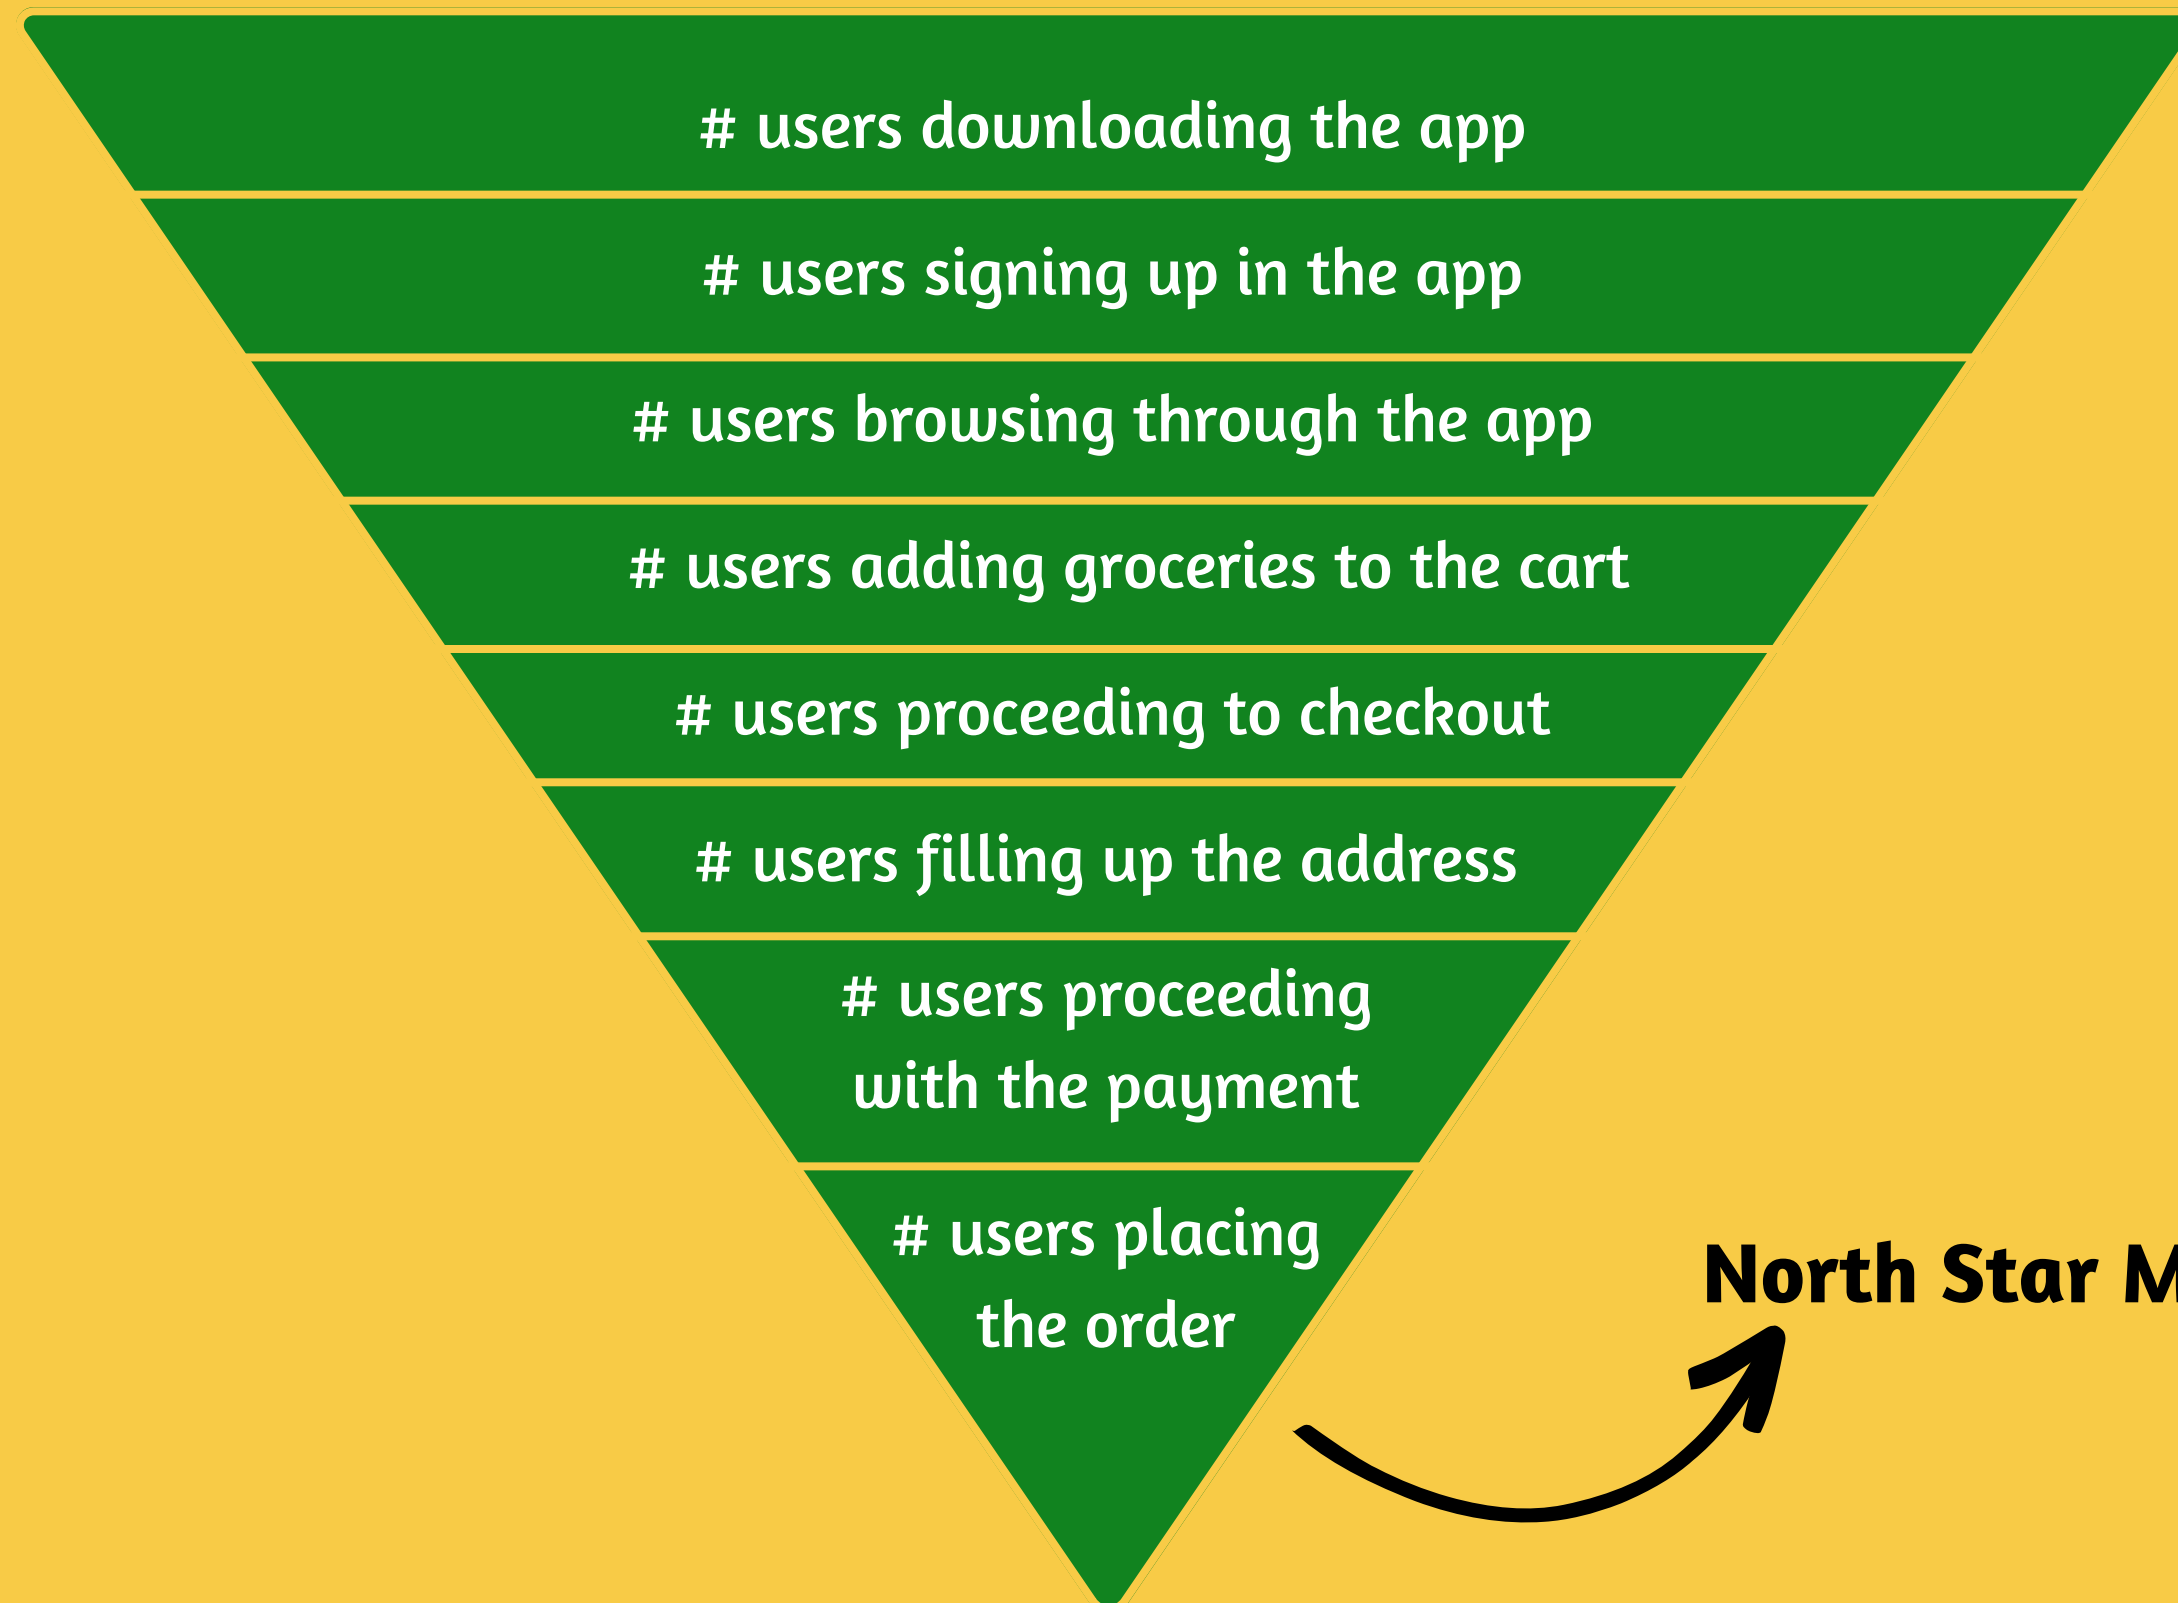 # users downloading the app
# users signing up in the app
# users browsing through the app
# users adding groceries to the cart
# users proceeding to checkout
# users filling up the address
# users proceeding
with the payment
# users placing
the order
North Star